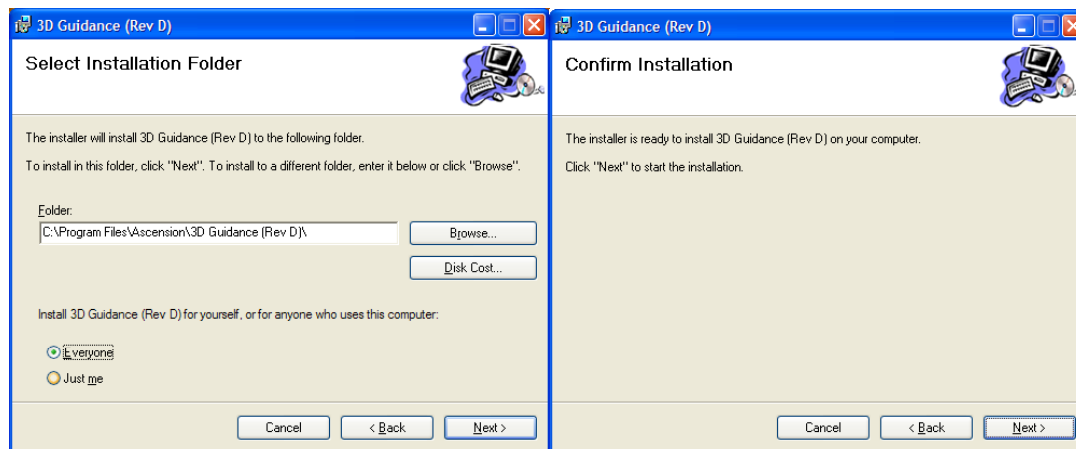 3D Guidance (Rev D)
Select Installation Folder
The installer will install 3D Guidance (Rev D) to the following folder.
To install in this folder, click "Next". To install to a different folder, enter it below or click "Browse".
Folder:
C:\Program Files\Ascension\3D Guidance (Rev D)\
Browse...
Disk Cost...
Install 3D Guidance (Rev D) for yourself, or for anyone who uses this computer:
Everyone
Just me
Cancel
< Back
Next >
3D Guidance (Rev D)
Confirm Installation
The installer is ready to install 3D Guidance (Rev D) on your computer.
Click "Next" to start the installation.
Cancel
< Back
Next >